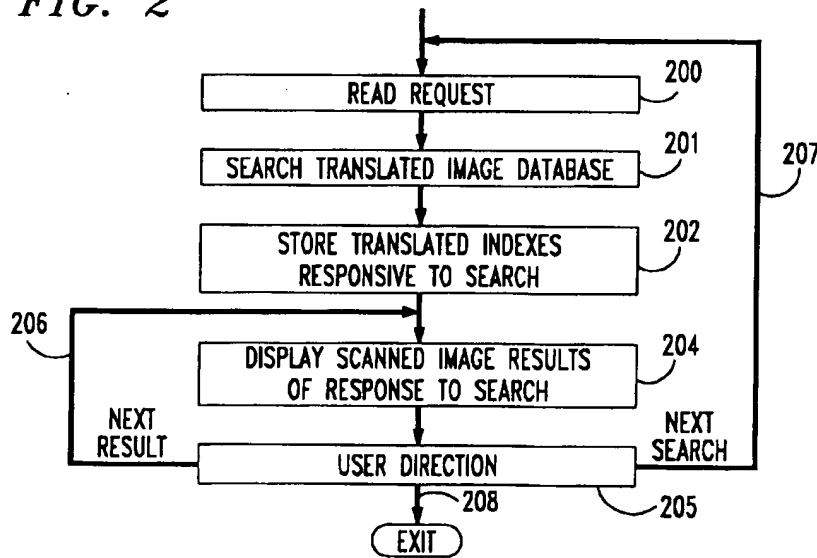 FIG. 2
READ REQUEST
200
SEARCH TRANSLATED IMAGE DATABASE
201
207
STORE TRANSLATED INDEXES
RESPONSIVE TO SEARCH
202
206
DISPLAY SCANNED IMAGE RESULTS
OF RESPONSE TO SEARCH
204
NEXT
RESULT
NEXT
SEARCH
USER DIRECTION
205
208
EXIT